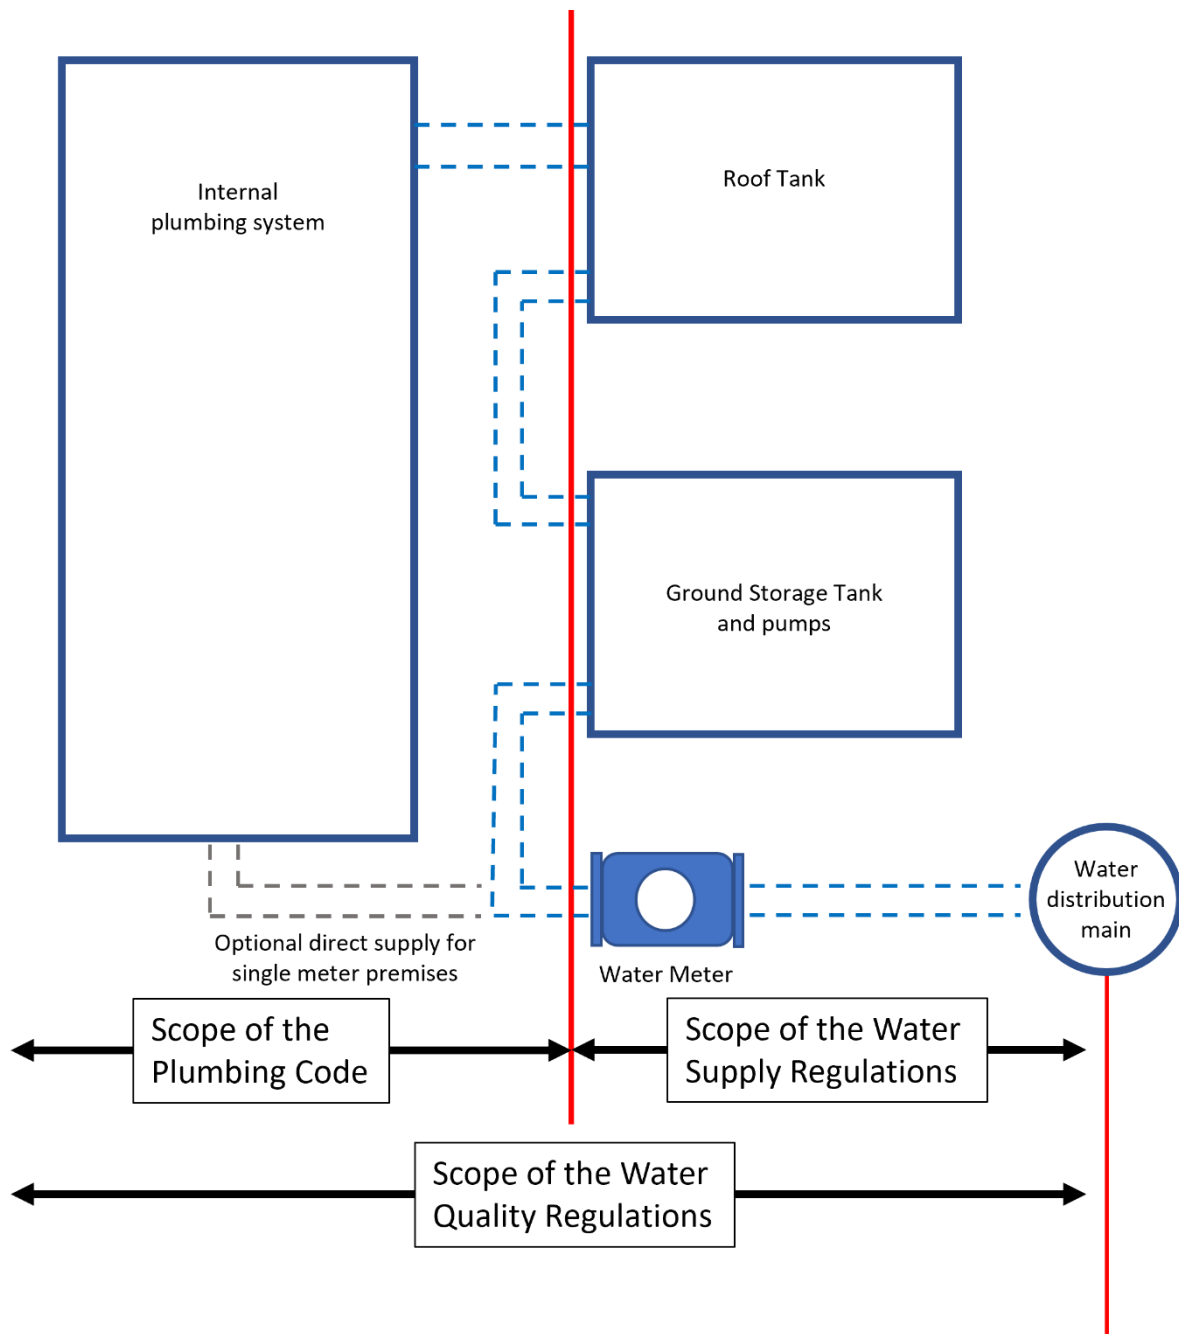 Internal
plumbing system
Roof Tank
Ground Storage Tank
and pumps
Water
distribution
main
Optional direct supply for
single meter premises
Water Meter
Scope of the
Plumbing Code
Scope of the Water
Supply Regulations
Scope of the Water
Quality Regulations